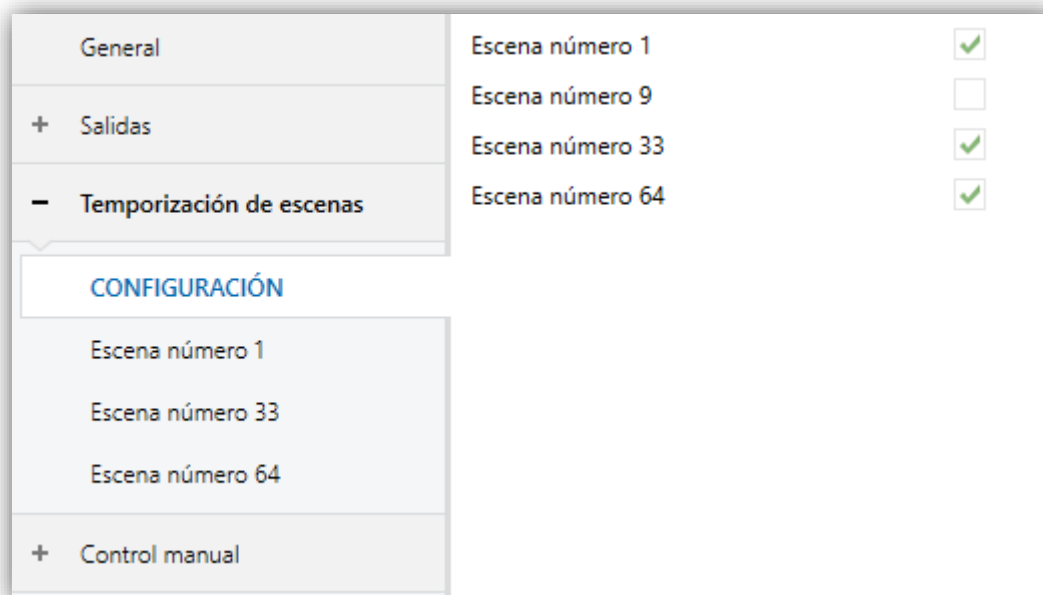 General
+ Salidas
− Temporización de escenas
CONFIGURACIÓN
Escena número 1
Escena número 33
Escena número 64
+ Control manual
Escena número 1
Escena número 9
Escena número 33
Escena número 64